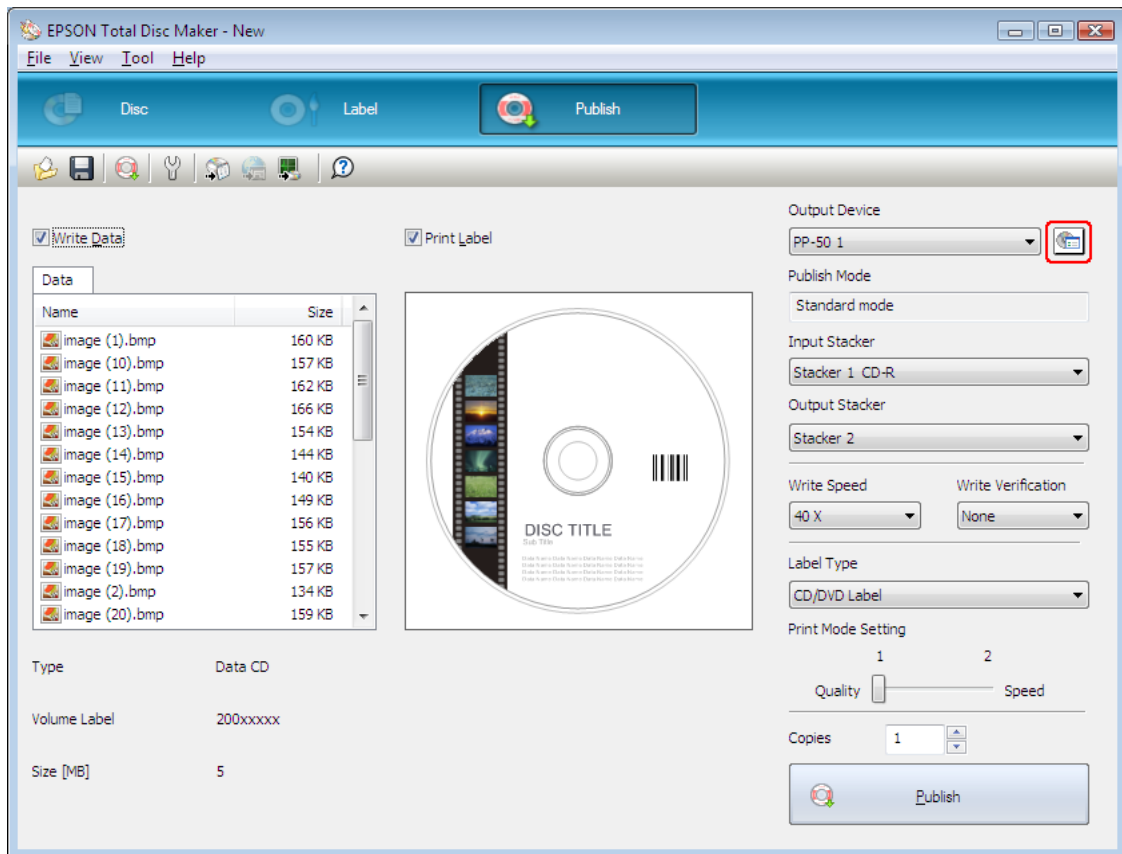 EPSON Total Disc Maker - New
File View Tool Help
Disc Label Publish
Write Data
Print Label
Output Device
PP-50 1
Publish Mode
Standard mode
Input Stacker
Stacker 1 CD-R
Output Stacker
Stacker 2
Write Speed Write Verification
40 X None
Label Type
CD/DVD Label
Print Mode Setting
1 2
Quality Speed
Copies 1
Publish
Data
Name Size
image (1).bmp 160 KB
image (10).bmp 157 KB
image (11).bmp 162 KB
image (12).bmp 166 KB
image (13).bmp 154 KB
image (14).bmp 144 KB
image (15).bmp 140 KB
image (16).bmp 149 KB
image (17).bmp 156 KB
image (18).bmp 155 KB
image (19).bmp 157 KB
image (2).bmp 134 KB
image (20).bmp 159 KB
DISC TITLE
Sub Title
Type Data CD
Volume Label 200xxxxx
Size [MB] 5